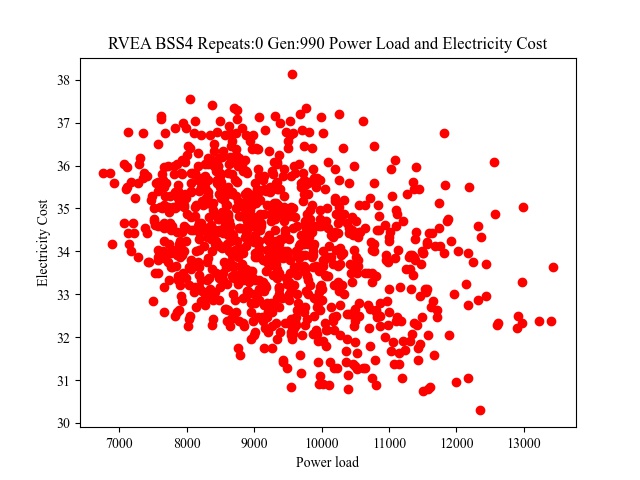 RVEA BSS4 Repeats:0 Gen:990 Power Load and Electricity Cost
38
37
36
35
34
33
32
31
30
Electricity Cost
7000 8000 9000 10000 11000 12000 13000
Power load